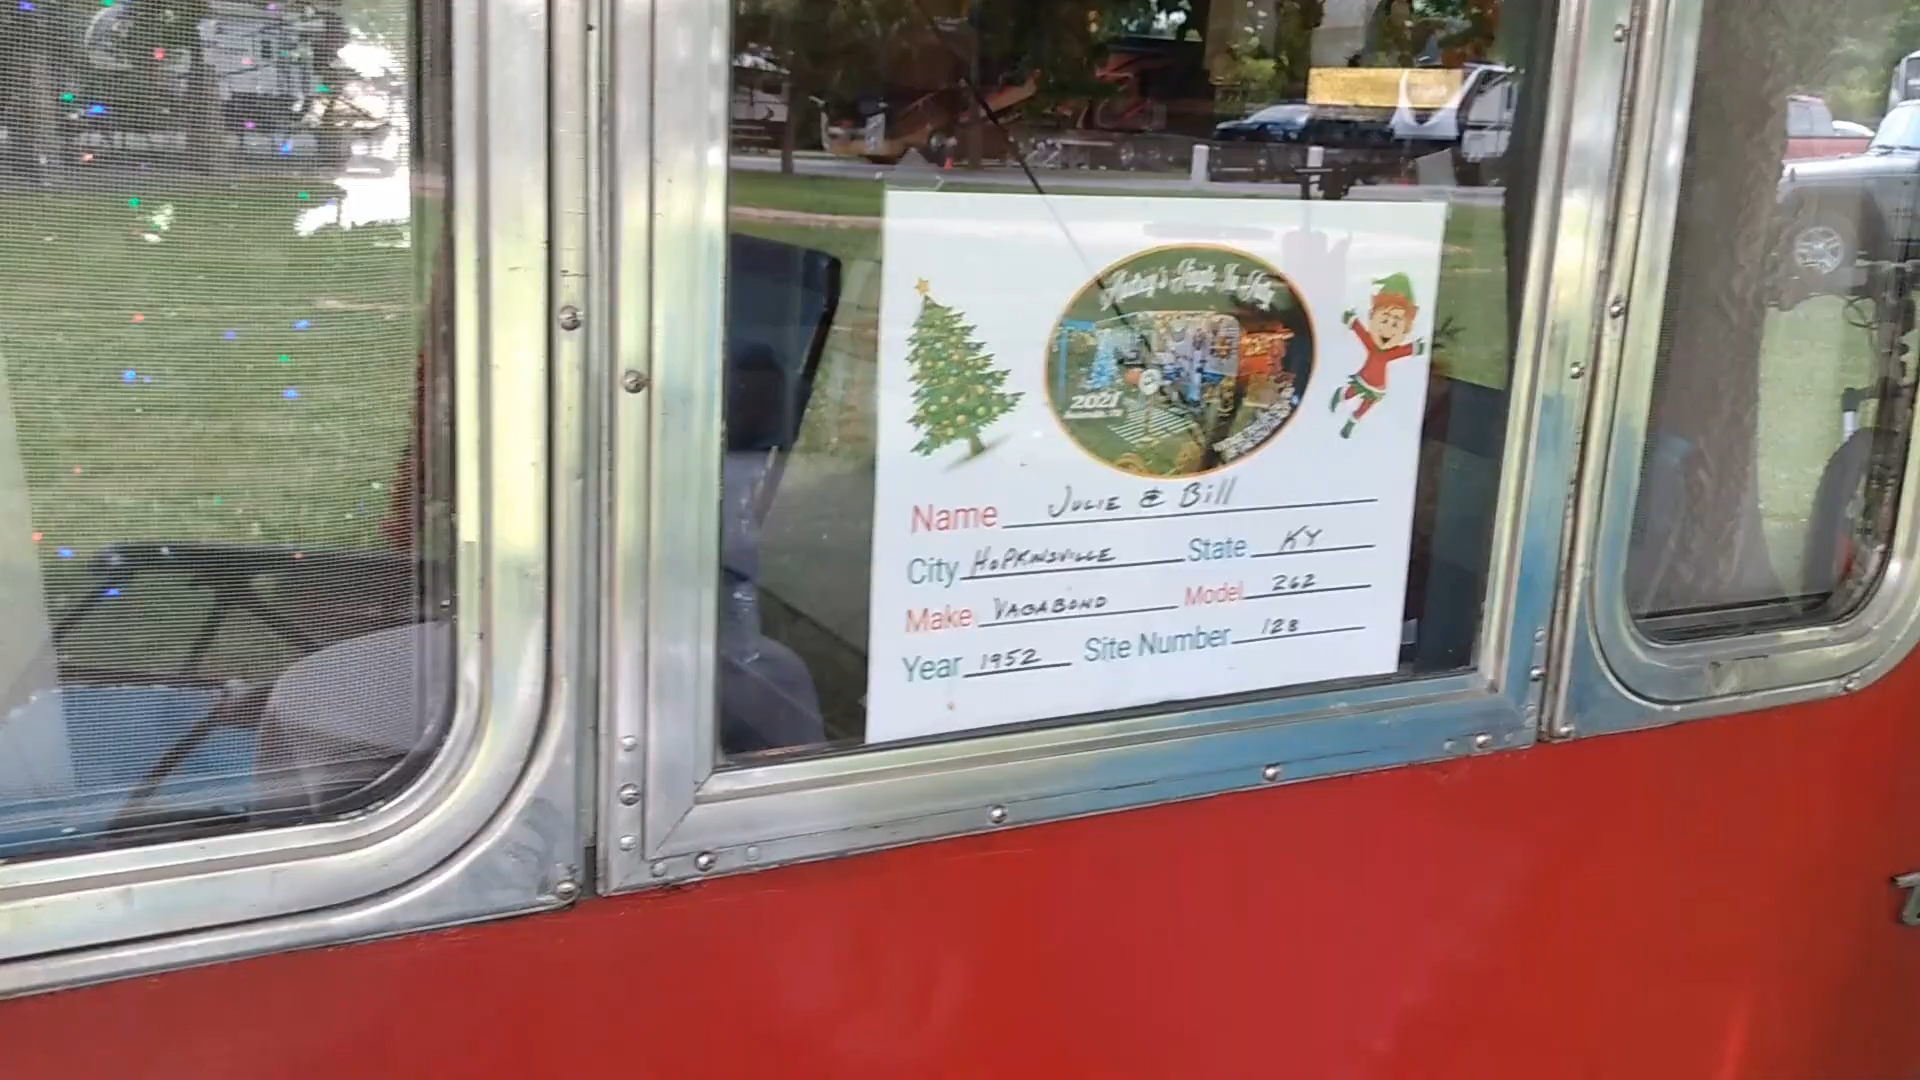 2021
Name Julie & Bill
City Hopkinsville State KY
Make Vagabond Model 262
Year 1952 Site Number 128